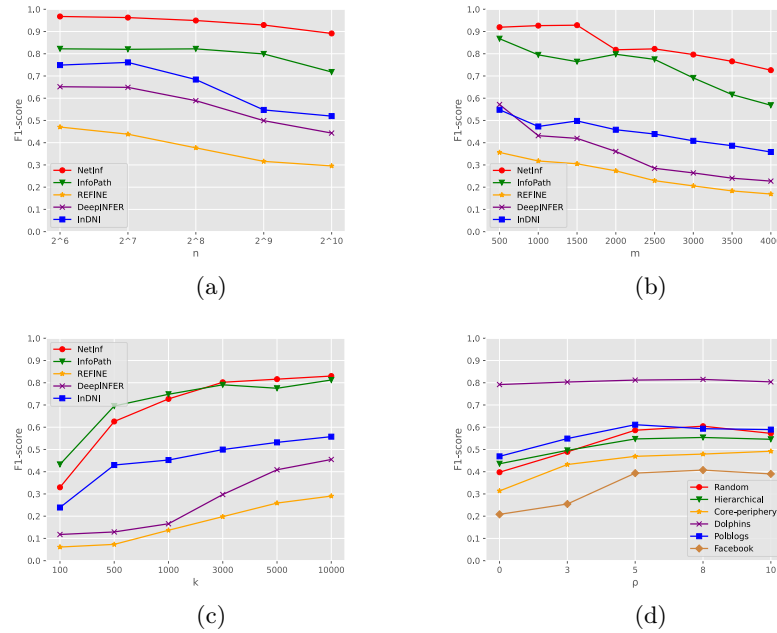 1.0
0.9
0.8
0.7
0.6
0.5
0.4
0.3
0.2
0.1
0.0
F1-score
NetInf
InfoPath
REFINE
DeepINFER
InDNI
2^6 2^7 2^8 2^9 2^10
n
(a)
1.0
0.9
0.8
0.7
0.6
0.5
0.4
0.3
0.2
0.1
0.0
F1-score
NetInf
InfoPath
REFINE
DeepINFER
InDNI
500 1000 1500 2000 2500 3000 3500 4000
m
(b)
1.0
0.9
0.8
0.7
0.6
0.5
0.4
0.3
0.2
0.1
0.0
F1-score
NetInf
InfoPath
REFINE
DeepINFER
InDNI
100 500 1000 3000 5000 10000
k
(c)
1.0
0.9
0.8
0.7
0.6
0.5
0.4
0.3
0.2
0.1
0.0
F1-score
Random
Hierarchical
Core-periphery
Dolphins
Polblogs
Facebook
0 3 5 8 10
ρ
(d)